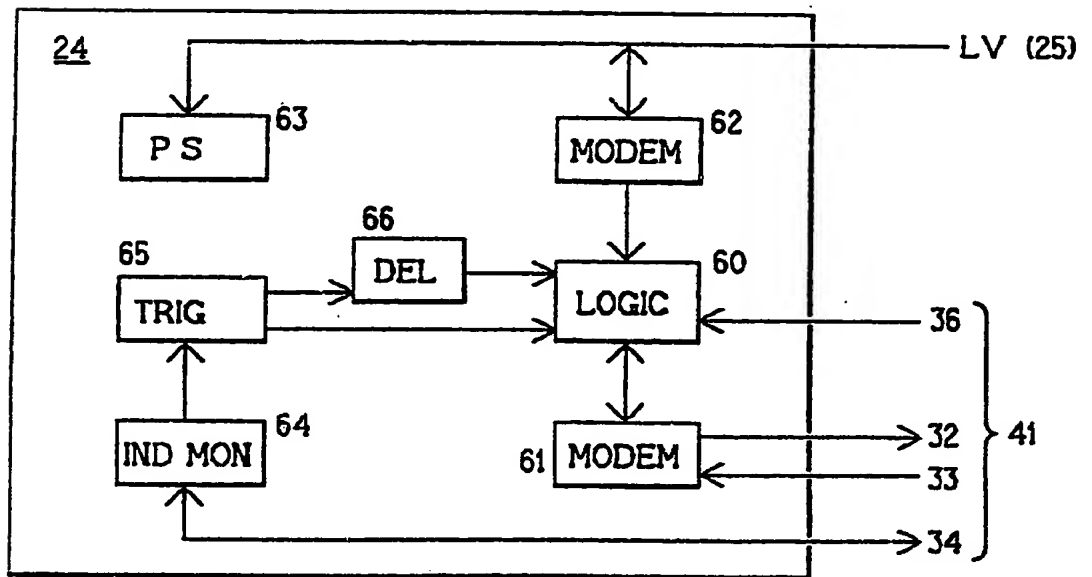 24
LV (25)
63
PS
62
MODEM
66
DEL
65
TRIG
60
LOGIC
36
64
IND MON
61
MODEM
32
33
34
41